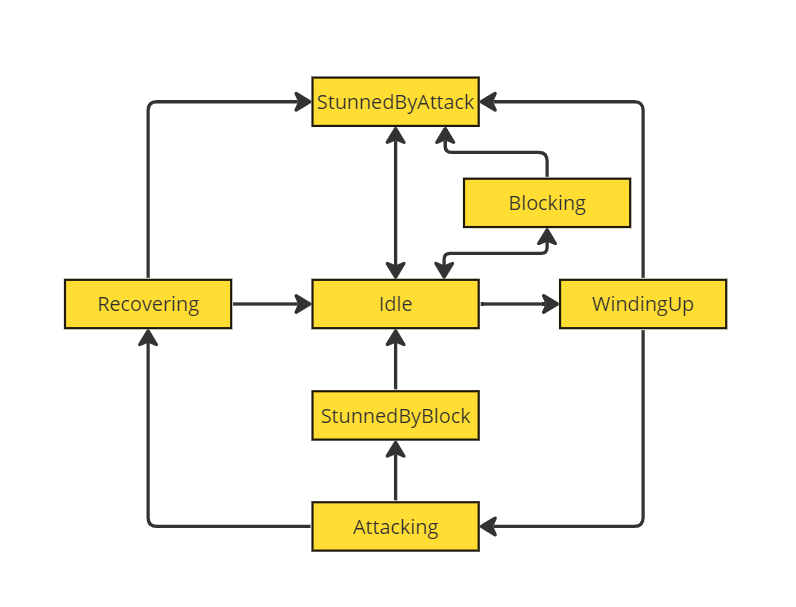 StunnedByAttack
Blocking
Recovering
Idle
WindingUp
StunnedByBlock
Attacking